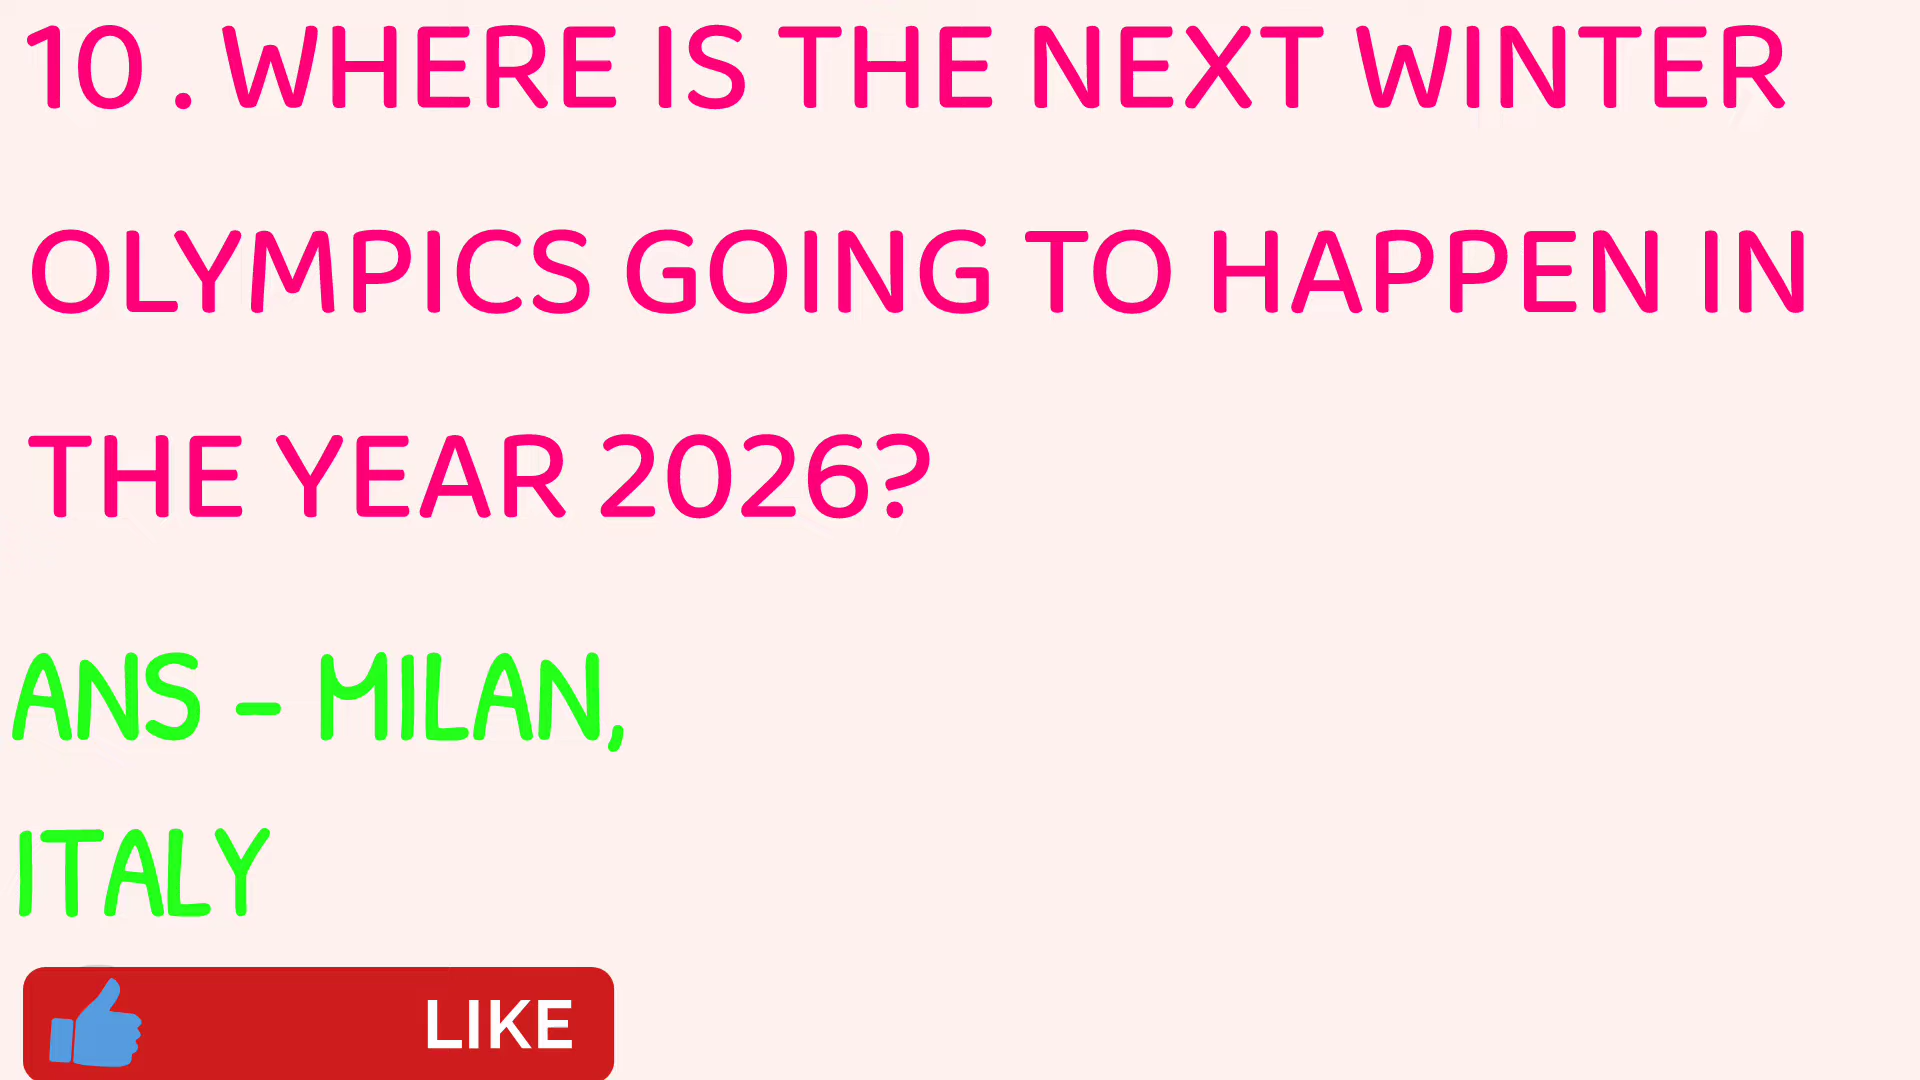 10 . WHERE IS THE NEXT WINTER
OLYMPICS GOING TO HAPPEN IN
THE YEAR 2026?
ANS - MILAN,
ITALY
LIKE